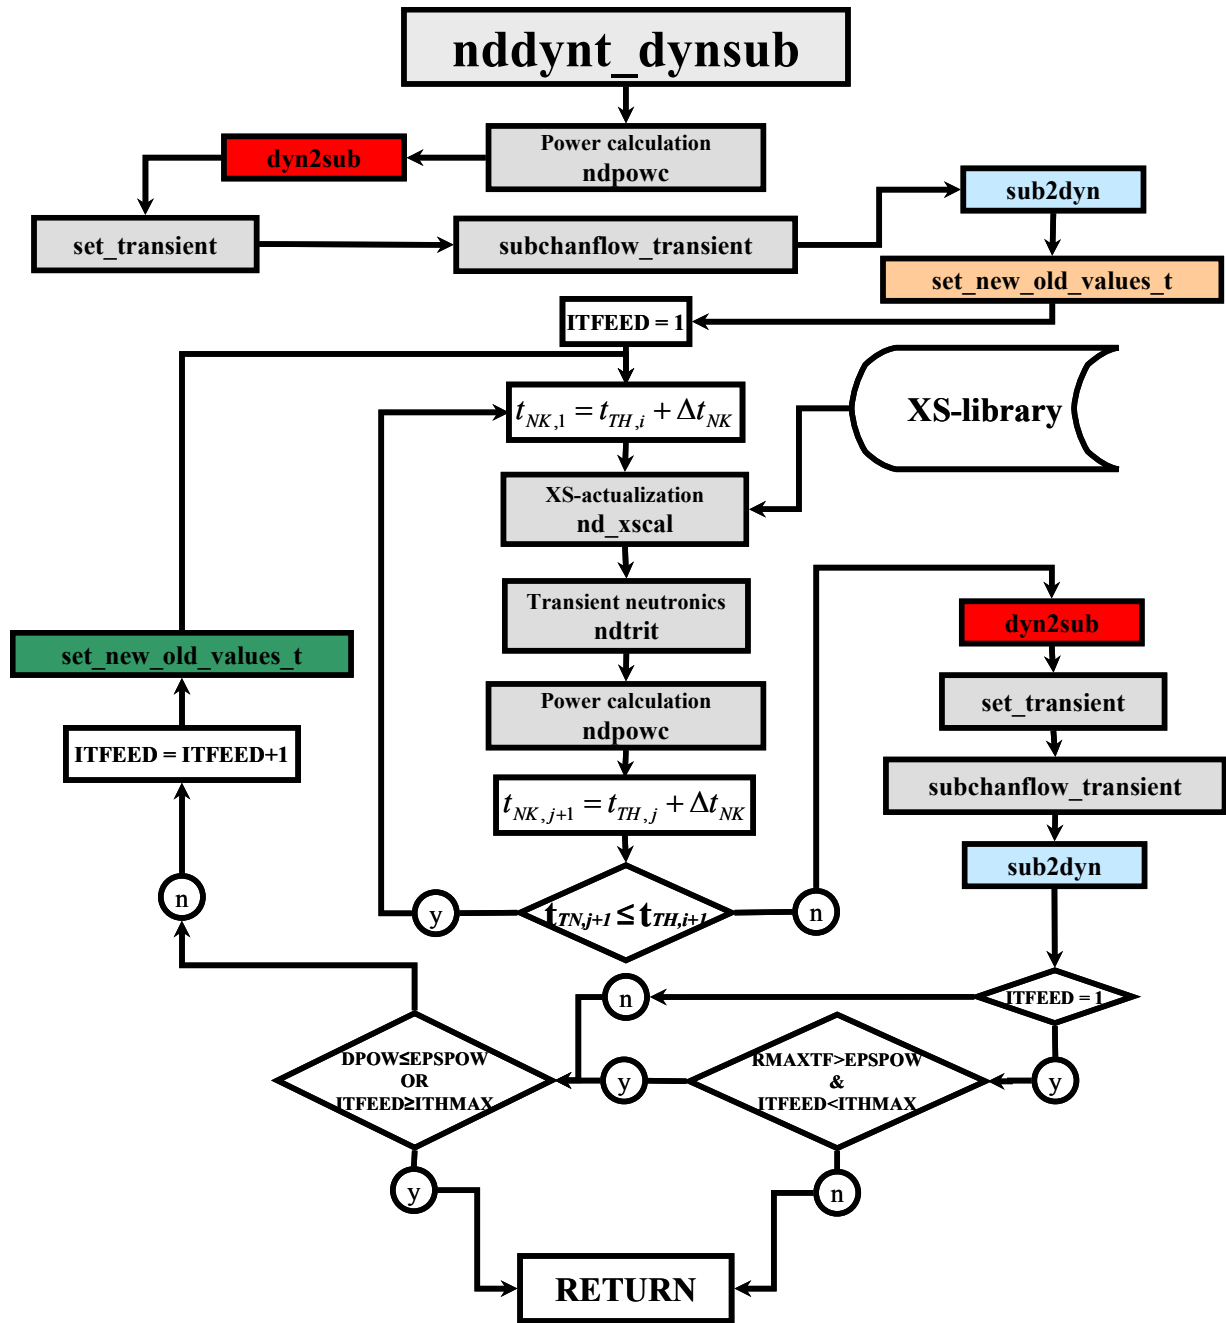 nddynt_dynsub
Power calculation
ndpowc
dyn2sub
set_transient
subchanflow_transient
sub2dyn
set_new_old_values_t
ITFEED = 1
t_{NK,1} = t_{TH,i} + Δt_{NK}
XS-library
XS-actualization
nd_xscal
Transient neutronics
ndtrit
Power calculation
ndpowc
t_{NK,j+1} = t_{TH,j} + Δt_{NK}
t_{TN,j+1} ≤ t_{TH,i+1}
y
n
dyn2sub
set_transient
subchanflow_transient
sub2dyn
ITFEED = 1
n
y
RMAXTF>EPSPOW
&
ITFEED<ITHMAX
y
n
DPOW≤EPSPOW
OR
ITFEED≥ITHMAX
n
y
ITFEED = ITFEED+1
set_new_old_values_t
RETURN